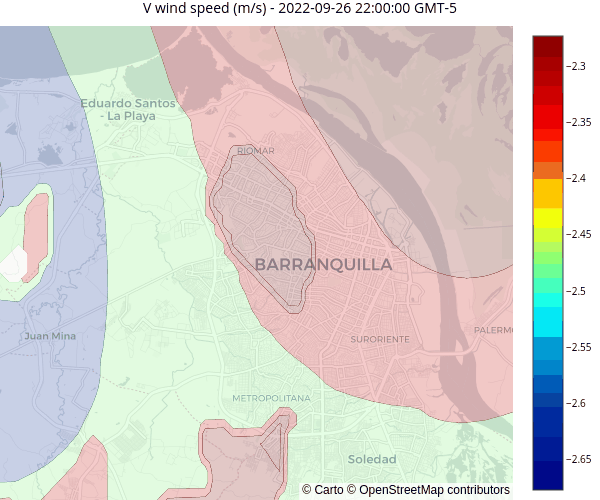 V wind speed (m/s) - 2022-09-26 22:00:00 GMT-5
Eduardo Santos
- La Playa
RIOMAR
BARRANQUILLA
Juan Mina
SURORIENTE
PALERMO
METROPOLITANA
Soledad
© Carto © OpenStreetMap contributors
−2.3
−2.35
−2.4
−2.45
−2.5
−2.55
−2.6
−2.65